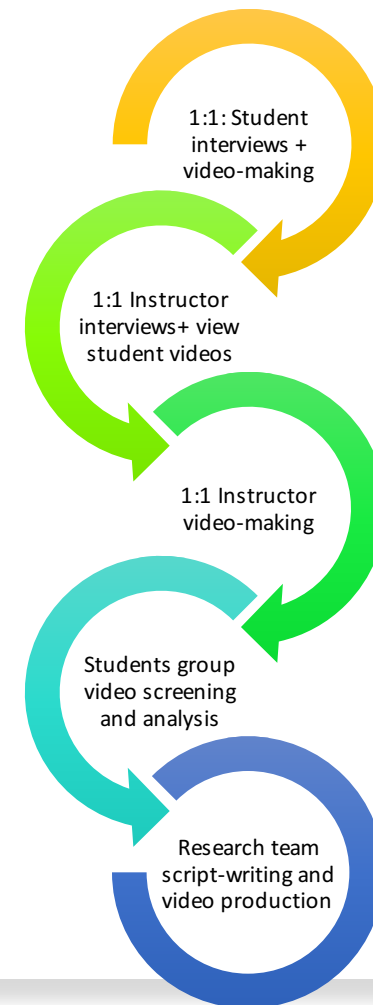 1:1: Student
interviews +
video-making
1:1 Instructor
interviews+ view
student videos
1:1 Instructor
video-making
Students group
video screening
and analysis
Research team
script-writing and
video production